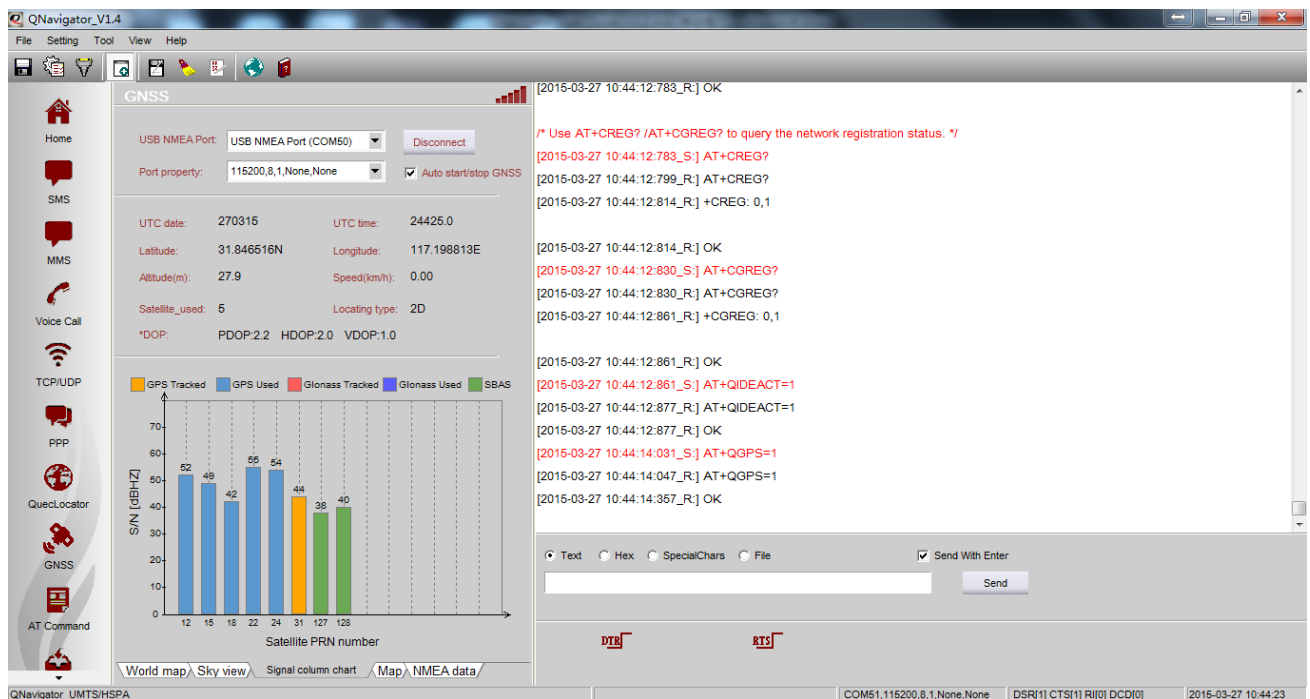 QNavigator_V1.4
File Setting Tool View Help
Home
SMS
MMS
Voice Call
TCP/UDP
PPP
QuecLocator
GNSS
AT Command
GNSS
USB NMEA Port: USB NMEA Port (COM50) Disconnect
Port property: 115200,8,1,None,None Auto start/stop GNSS
UTC date: 270315 UTC time: 24425.0
Latitude: 31.846516N Longitude: 117.198813E
Altitude(m): 27.9 Speed(km/h): 0.00
Satellite_used: 5 Locating type: 2D
*DOP: PDOP:2.2 HDOP:2.0 VDOP:1.0
GPS Tracked GPS Used Glonass Tracked Glonass Used SBAS
S/N [dBHZ]
70
60
50
40
30
20
10
0
52 49 42 55 54 44 38 40
12 15 18 22 24 31 127 128
Satellite PRN number
World map Sky view Signal column chart Map NMEA data
[2015-03-27 10:44:12:783_R:] OK
/* Use AT+CREG? /AT+CGREG? to query the network registration status. */
[2015-03-27 10:44:12:783_S:] AT+CREG?
[2015-03-27 10:44:12:799_R:] AT+CREG?
[2015-03-27 10:44:12:814_R:] +CREG: 0,1
[2015-03-27 10:44:12:814_R:] OK
[2015-03-27 10:44:12:830_S:] AT+CGREG?
[2015-03-27 10:44:12:830_R:] AT+CGREG?
[2015-03-27 10:44:12:861_R:] +CGREG: 0,1
[2015-03-27 10:44:12:861_R:] OK
[2015-03-27 10:44:12:861_S:] AT+QIDEACT=1
[2015-03-27 10:44:12:877_R:] AT+QIDEACT=1
[2015-03-27 10:44:12:877_R:] OK
[2015-03-27 10:44:14:031_S:] AT+QGPS=1
[2015-03-27 10:44:14:047_R:] AT+QGPS=1
[2015-03-27 10:44:14:357_R:] OK
Text Hex SpecialChars File Send With Enter
Send
DTR RTS
QNavigator_UMTS/HSPA COM51,115200,8,1,None,None DSR[1] CTS[1] RI[0] DCD[0] 2015-03-27 10:44:23